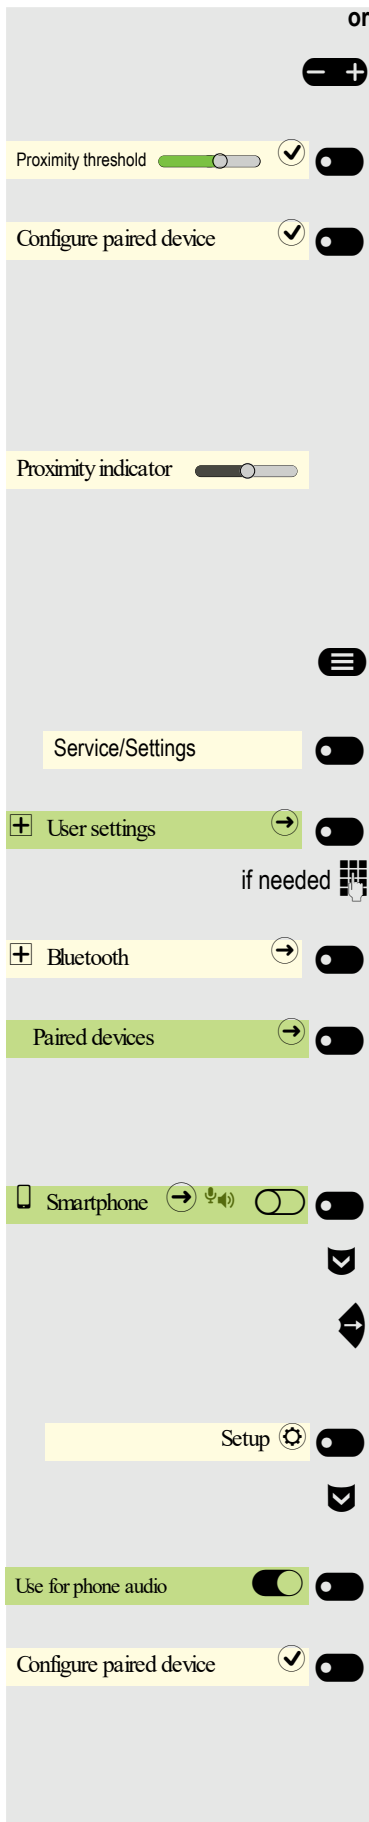 or
Proximity threshold
Configure paired device
Proximity indicator
Service/Settings
User settings
if needed
Bluetooth
Paired devices
Smartphone
Setup
Use for phone audio
Configure paired device